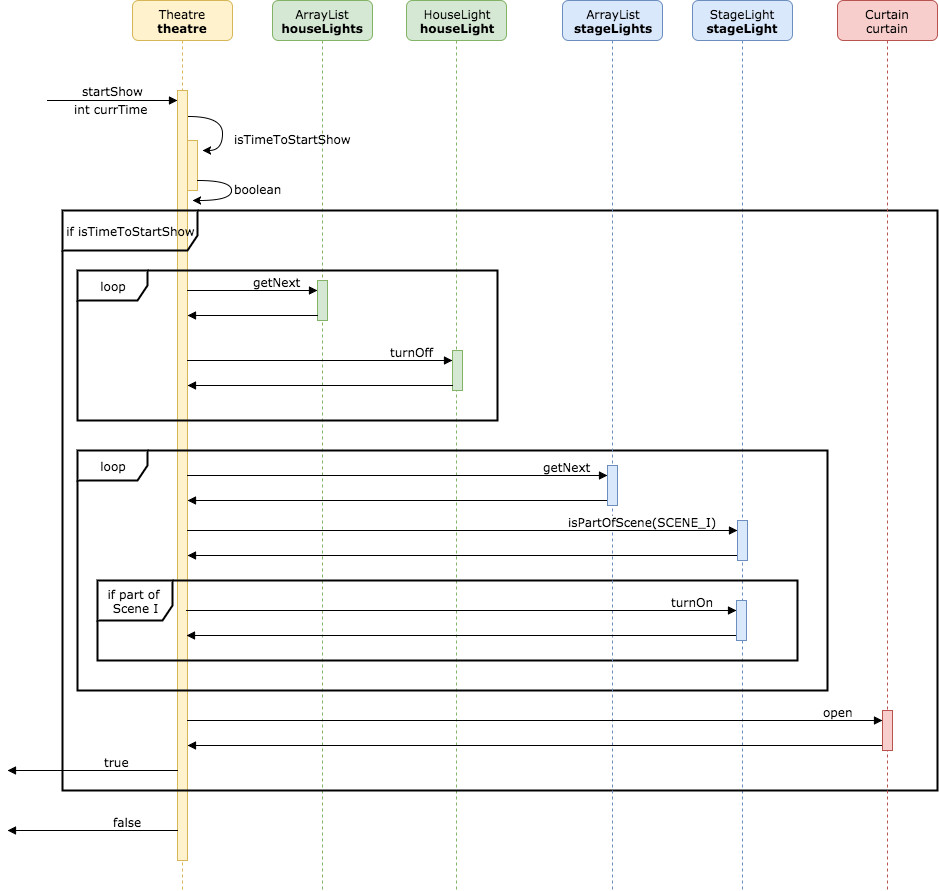 Theatre
theatre
ArrayList
houseLights
HouseLight
houseLight
ArrayList
stageLights
StageLight
stageLight
Curtain
curtain
startShow
int currTime
isTimeToStartShow
boolean
if isTimeToStartShow
loop
getNext
turnOff
loop
getNext
isPartOfScene(SCENE_I)
if part of
Scene I
turnOn
open
true
false